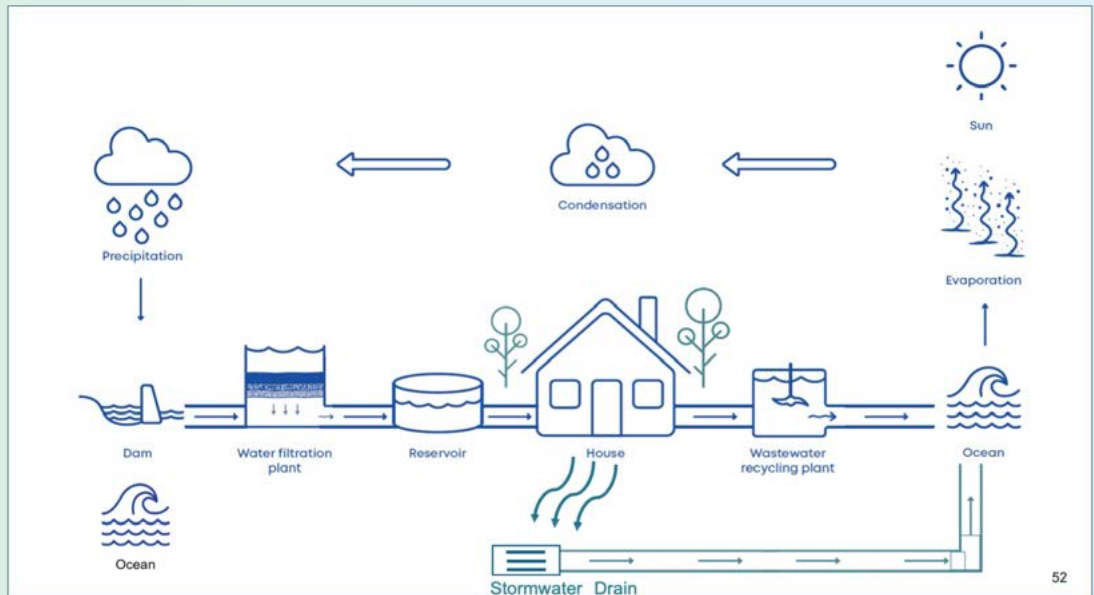 Sun
Condensation
Precipitation
Evaporation
Dam
Water filtration
plant
Reservoir
House
Wastewater
recycling plant
Ocean
Ocean
Stormwater Drain
52